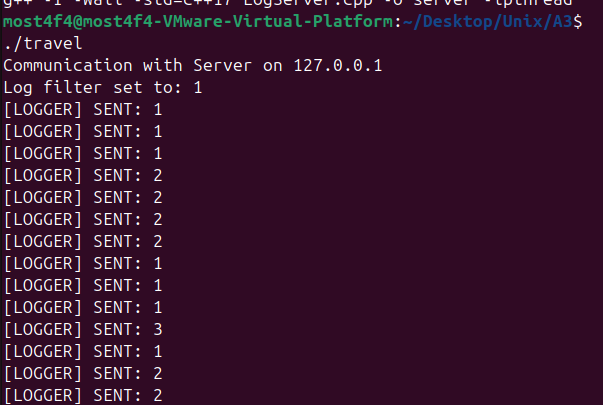 g++ -I -Wall -std=c++17 LogServer.cpp -o server -lpthread
most4f4@most4f4-VMware-Virtual-Platform:~/Desktop/Unix/A3$
./travel
Communication with Server on 127.0.0.1
Log filter set to: 1
[LOGGER] SENT: 1
[LOGGER] SENT: 1
[LOGGER] SENT: 1
[LOGGER] SENT: 2
[LOGGER] SENT: 2
[LOGGER] SENT: 2
[LOGGER] SENT: 2
[LOGGER] SENT: 1
[LOGGER] SENT: 1
[LOGGER] SENT: 1
[LOGGER] SENT: 3
[LOGGER] SENT: 1
[LOGGER] SENT: 2
[LOGGER] SENT: 2